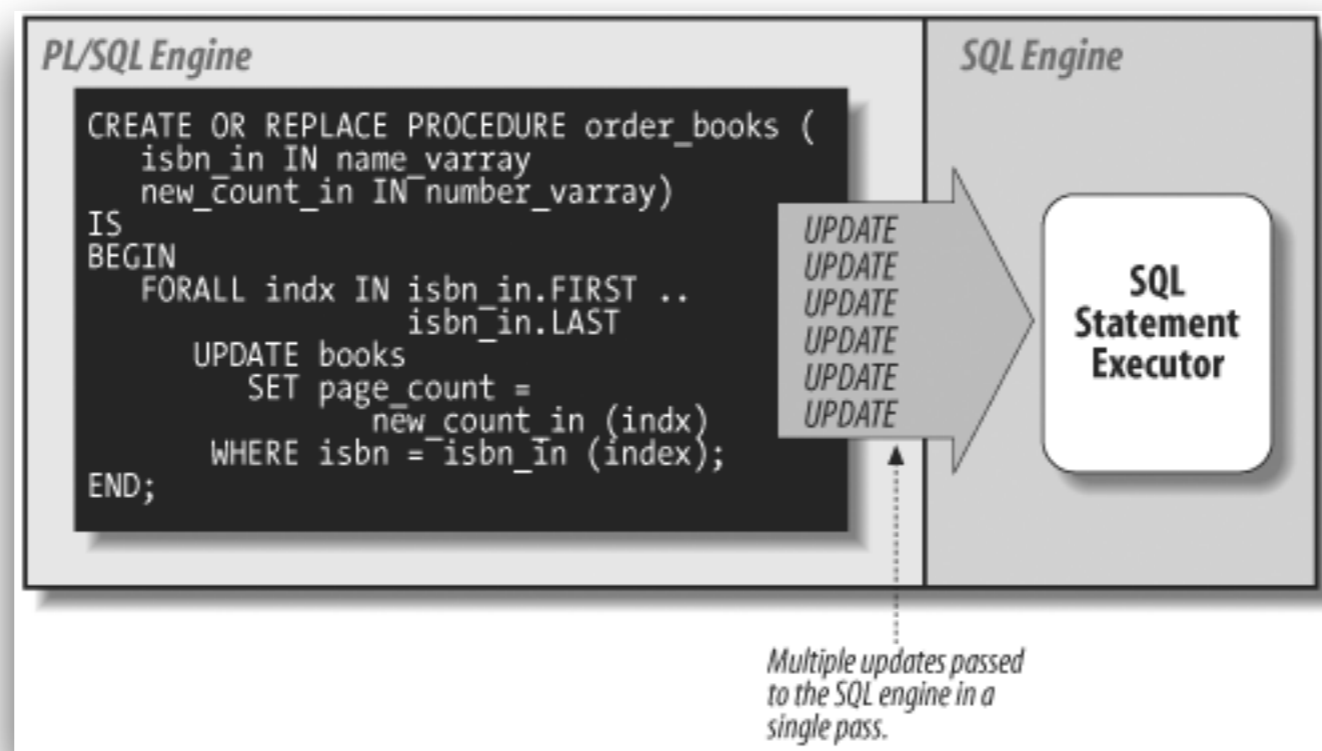 PL/SQL Engine
CREATE OR REPLACE PROCEDURE order_books (
isbn_in IN name_varray
new_count_in IN number_varray)
IS
BEGIN
FORALL indx IN isbn_in.FIRST ..
isbn_in.LAST
UPDATE books
SET page_count =
new_count_in (indx)
WHERE isbn = isbn_in (index);
END;
UPDATE
UPDATE
UPDATE
UPDATE
UPDATE
UPDATE
SQL Engine
SQL
Statement
Executor
Multiple updates passed
to the SQL engine in a
single pass.